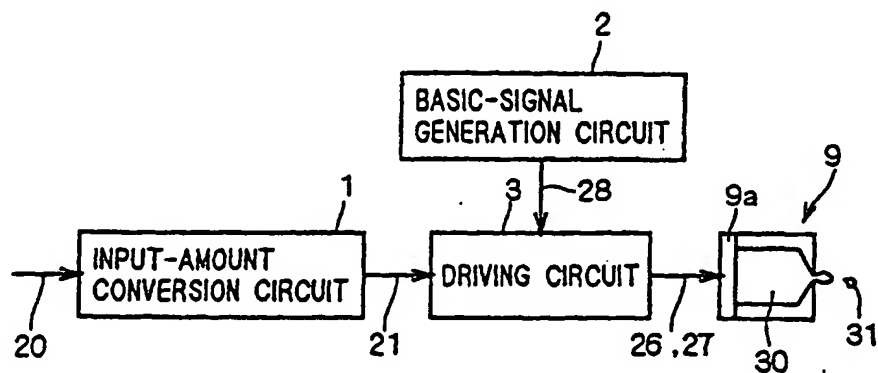 2
BASIC-SIGNAL
GENERATION CIRCUIT
28
9
1
3
9a
INPUT-AMOUNT
CONVERSION CIRCUIT
DRIVING CIRCUIT
20
21
26,27
30
31